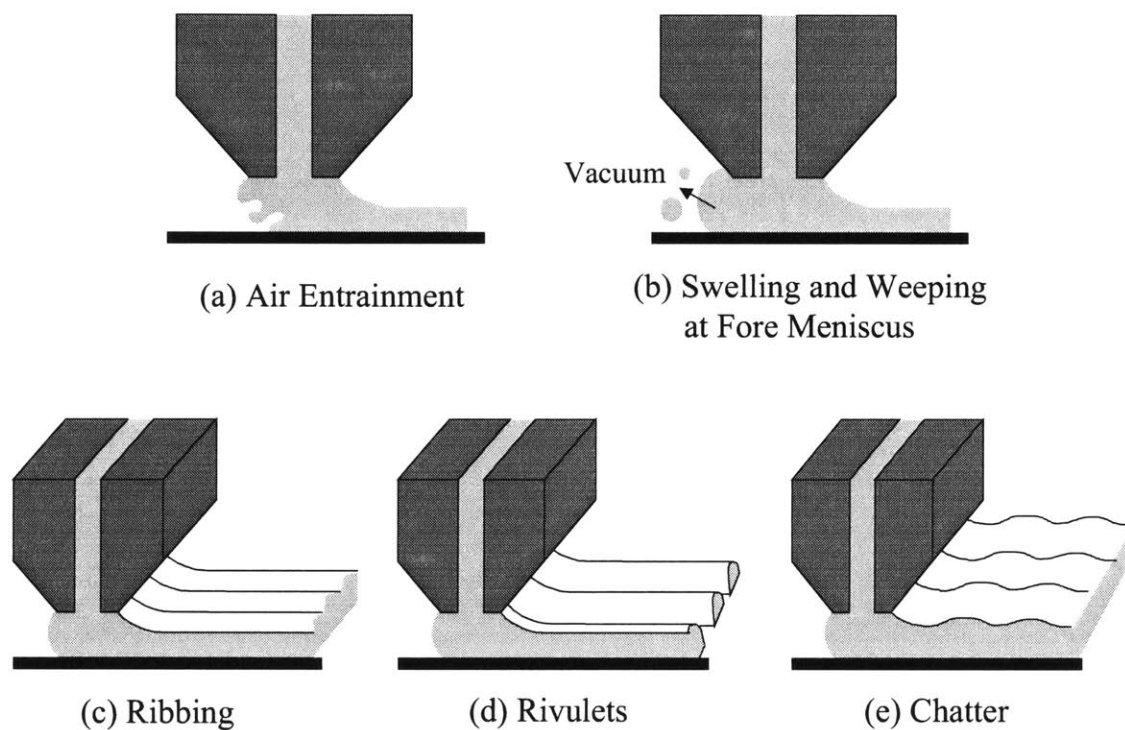 Vacuum
(a) Air Entrainment
(b) Swelling and Weeping
at Fore Meniscus
(c) Ribbing
(d) Rivulets
(e) Chatter